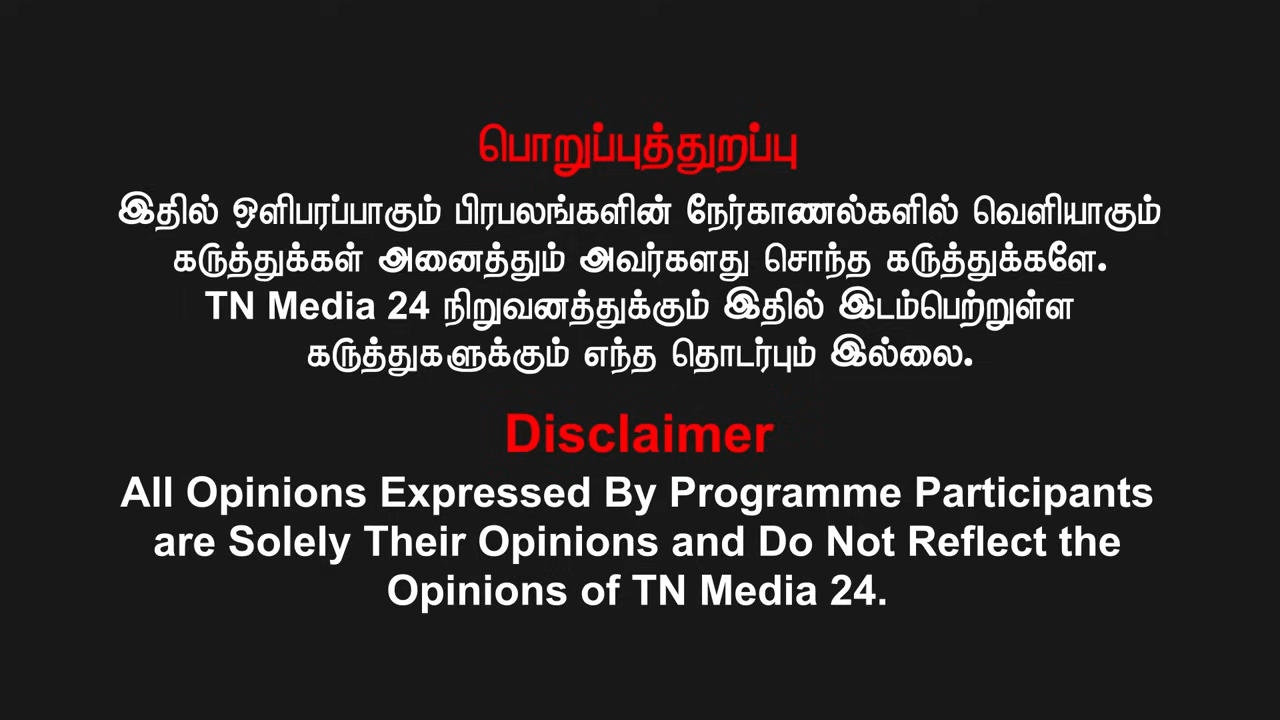 பொறுப்புத்துறப்பு
இதில் ஒளிபரப்பாகும் பிரபலங்களின் நேர்காணல்களில் வெளியாகும்
கருத்துக்கள் அனைத்தும் அவர்களது சொந்த கருத்துக்களே.
TN Media 24 நிறுவனத்துக்கும் இதில் இடம்பெற்றுள்ள
கருத்துகளுக்கும் எந்த தொடர்பும் இல்லை.
Disclaimer
All Opinions Expressed By Programme Participants
are Solely Their Opinions and Do Not Reflect the
Opinions of TN Media 24.